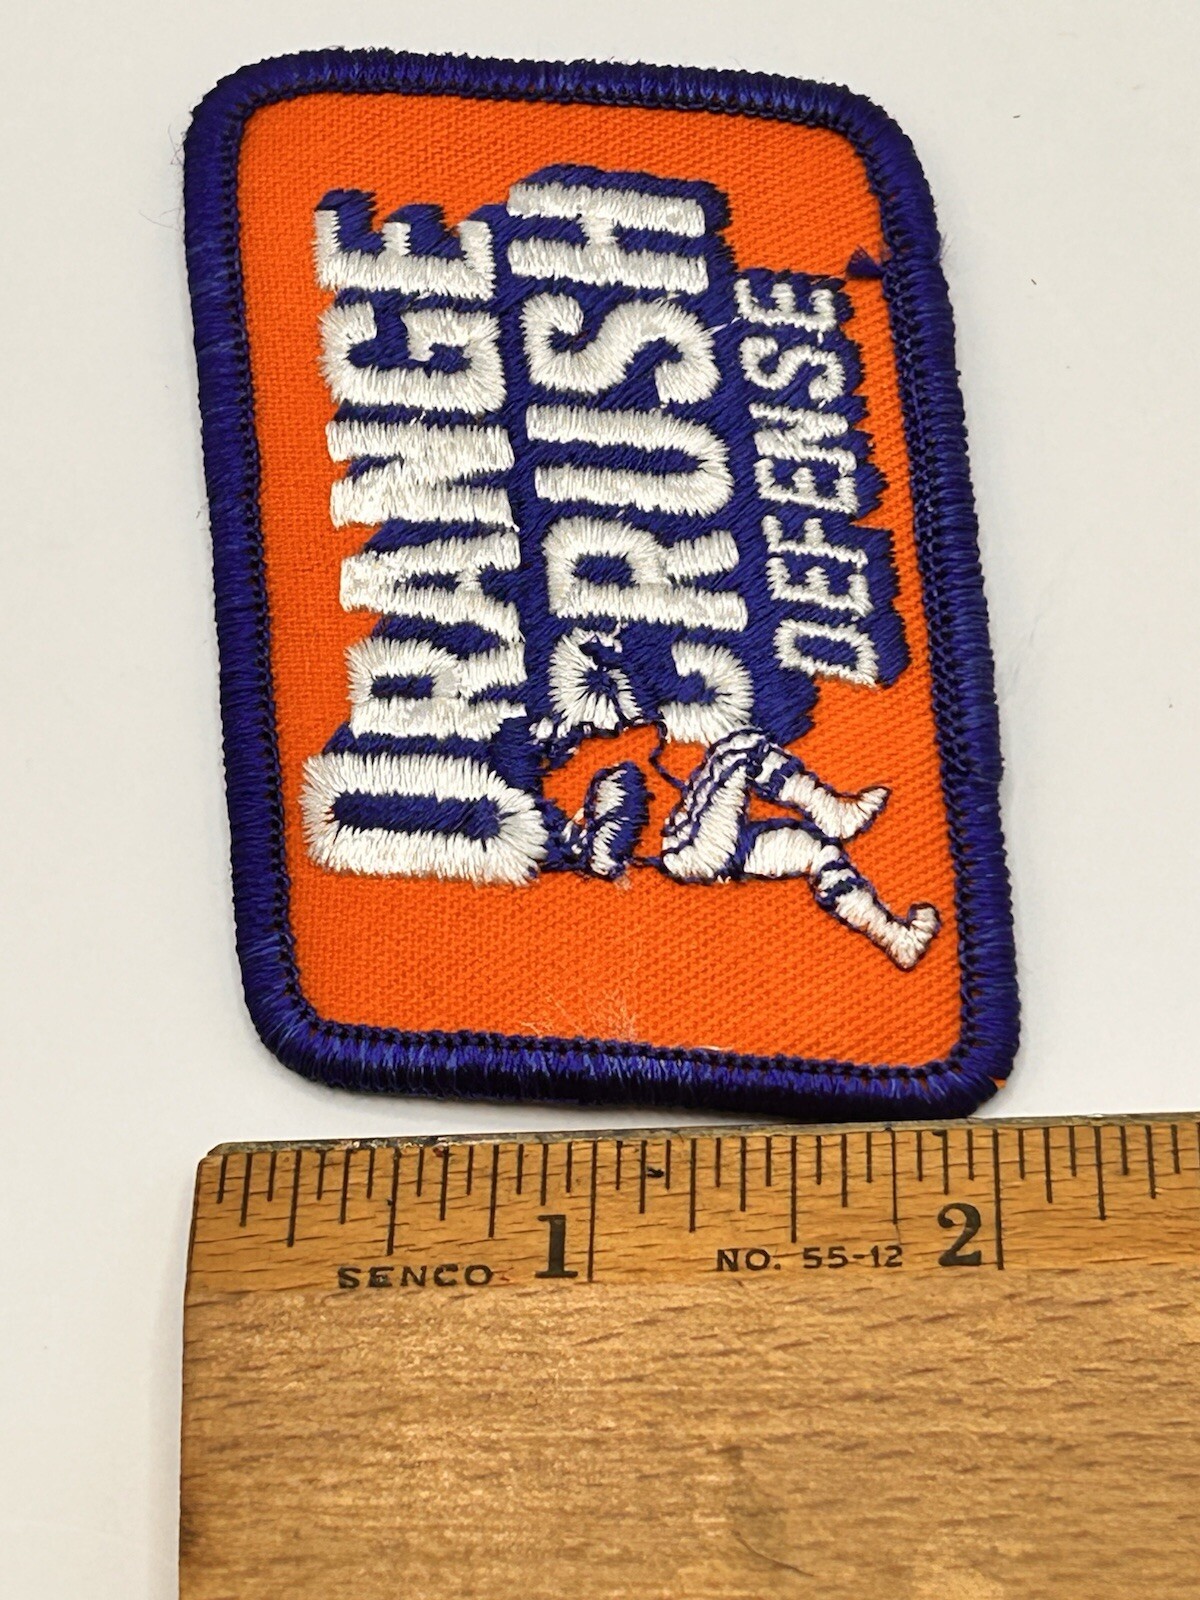 ORANGE
CRUSH
DEFENSE
1 2
SENCO NO. 55-12